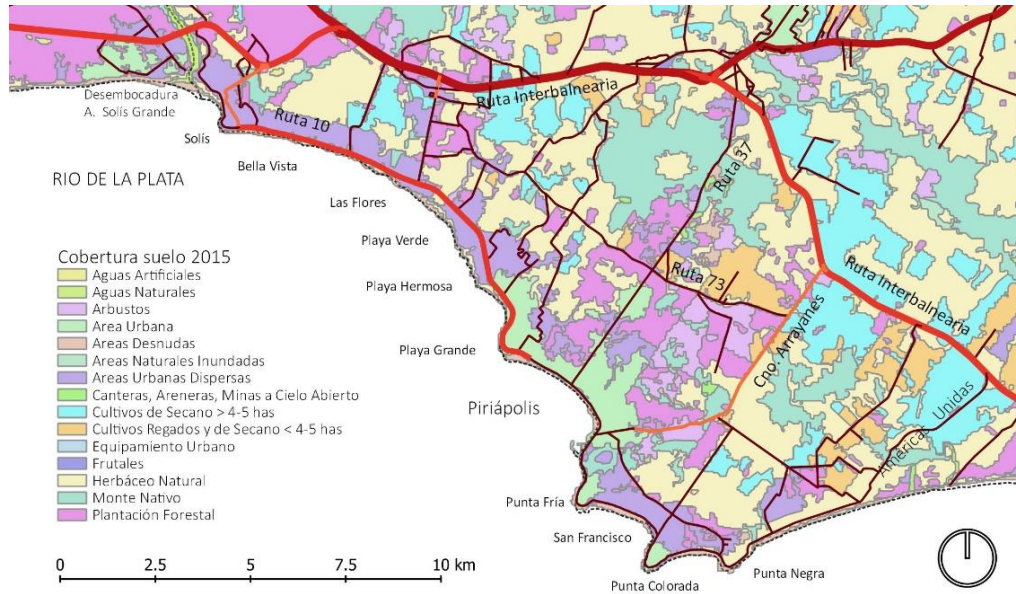 Desembocadura
A. Solís Grande
Solís
Ruta 10
Bella Vista
Ruta Interbalnearia
RIO DE LA PLATA
Ruta 37
Las Flores
Playa Verde
Playa Hermosa
Playa Grande
Ruta 73
Ruta Interbalnearia
Cno. Arrayanes
Piriápolis
Américas Unidas
Punta Fría
San Francisco
Punta Colorada
Punta Negra
Cobertura suelo 2015
Aguas Artificiales
Aguas Naturales
Arbustos
Area Urbana
Areas Desnudas
Areas Naturales Inundadas
Areas Urbanas Dispersas
Canteras, Areneras, Minas a Cielo Abierto
Cultivos de Secano > 4-5 has
Cultivos Regados y de Secano < 4-5 has
Equipamiento Urbano
Frutales
Herbáceo Natural
Monte Nativo
Plantación Forestal
0 2.5 5 7.5 10 km